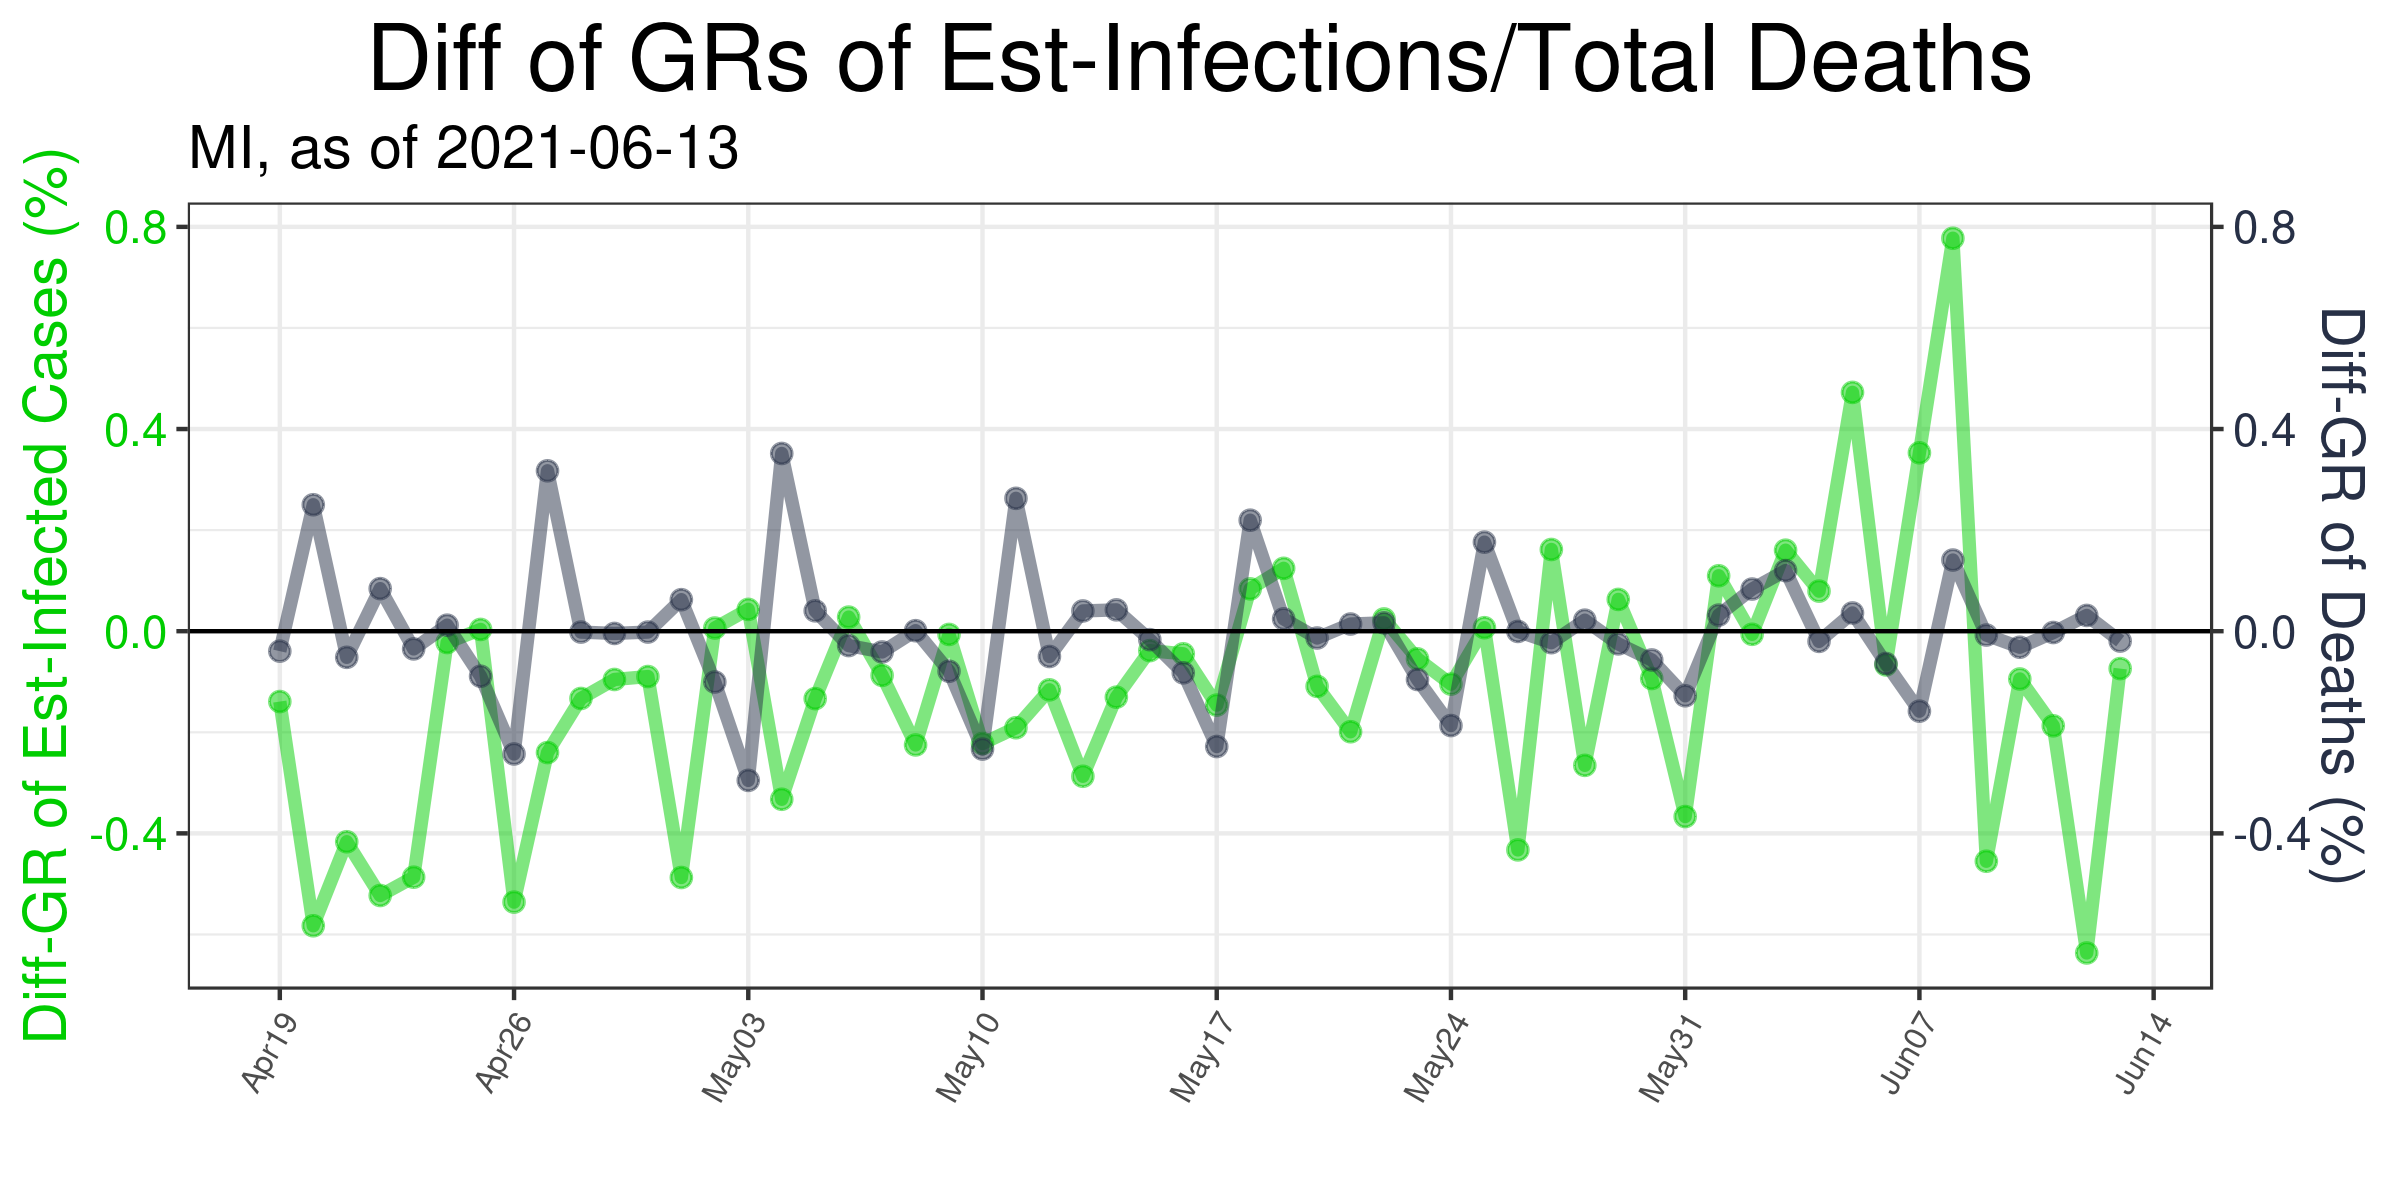 Diff of GRs of Est-Infections/Total Deaths
MI, as of 2021-06-13
Diff-GR of Est-Infected Cases (%)
0.8
0.4
0.0
-0.4
0.8
0.4
0.0
-0.4
Diff-GR of Deaths (%)
Apr19
Apr26
May03
May10
May17
May24
May31
Jun07
Jun14